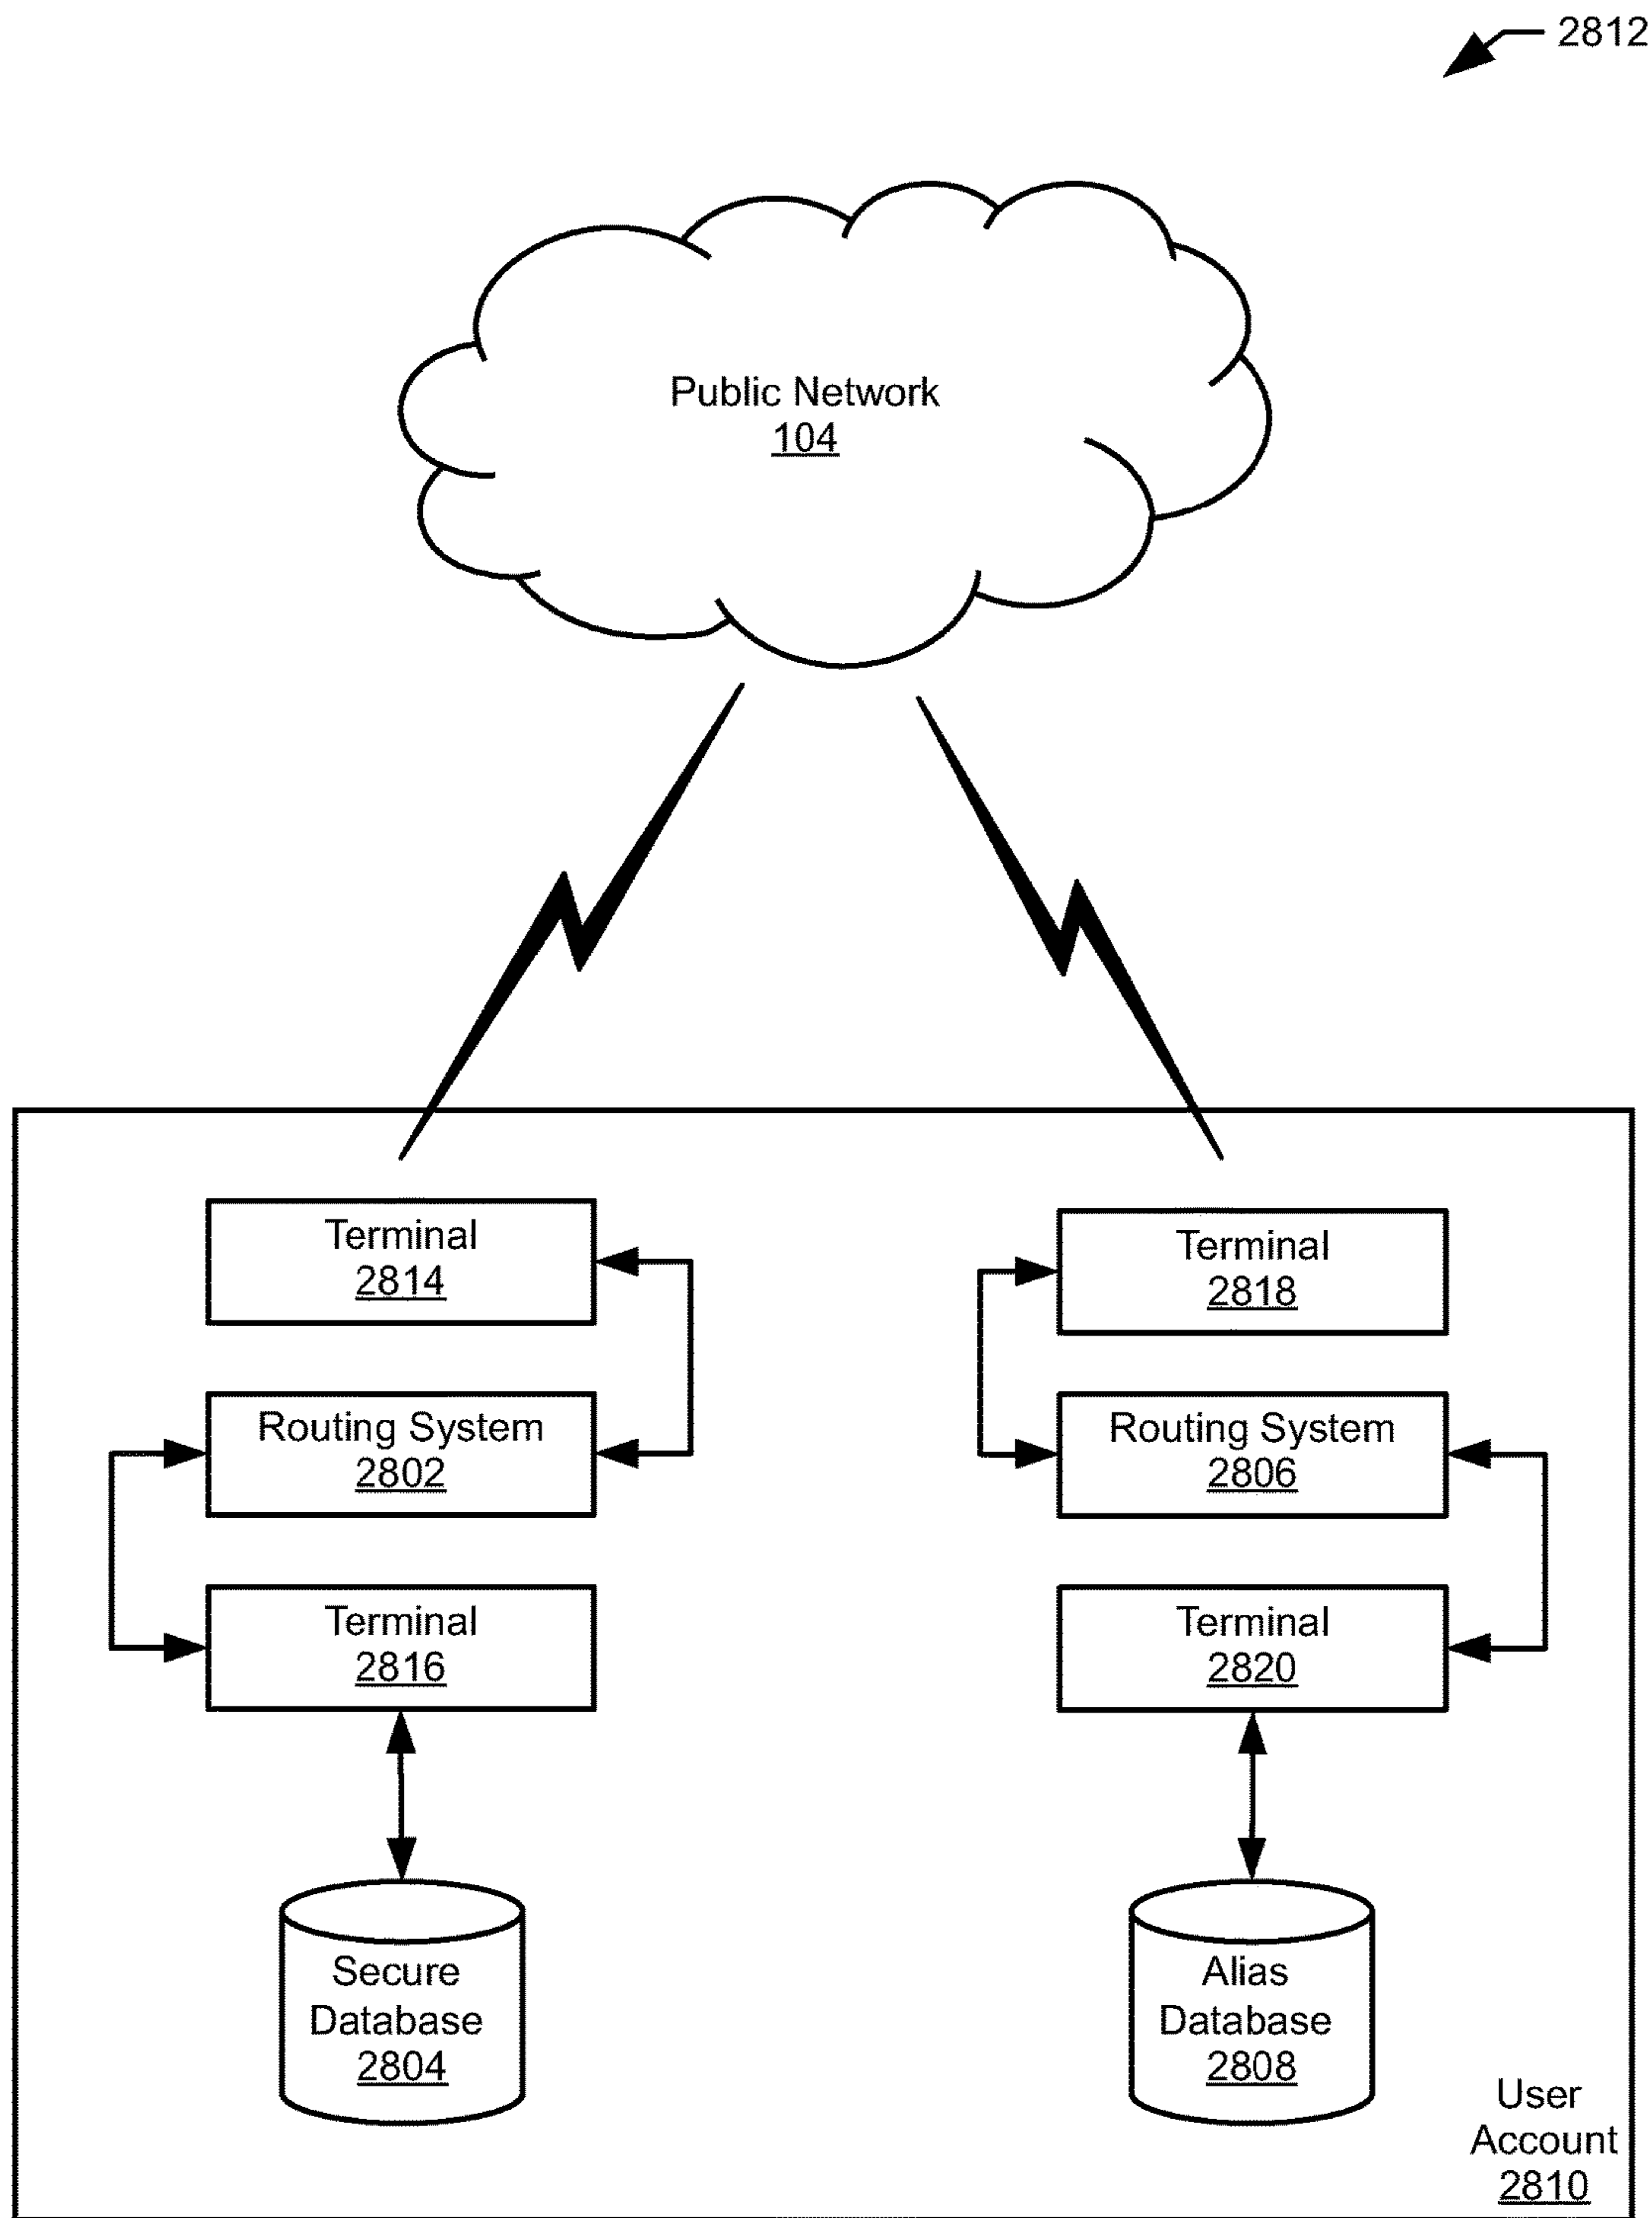 2812
Public Network
104
Terminal
2814
Terminal
2818
Routing System
2802
Routing System
2806
Terminal
2816
Terminal
2820
Secure
Database
2804
Alias
Database
2808
User
Account
2810